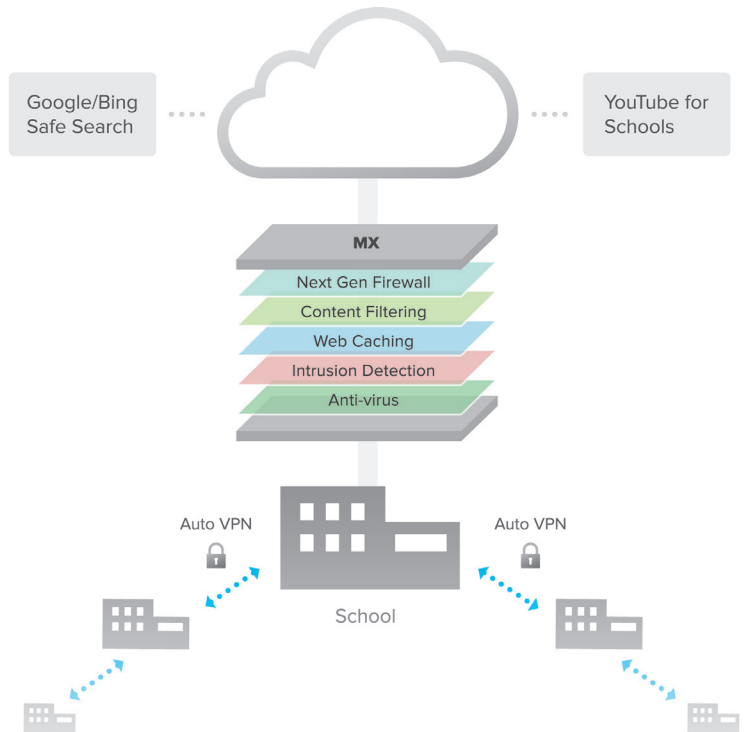 Google/Bing
Safe Search
YouTube for
Schools
MX
Next Gen Firewall
Content Filtering
Web Caching
Intrusion Detection
Anti-virus
Auto VPN
Auto VPN
School